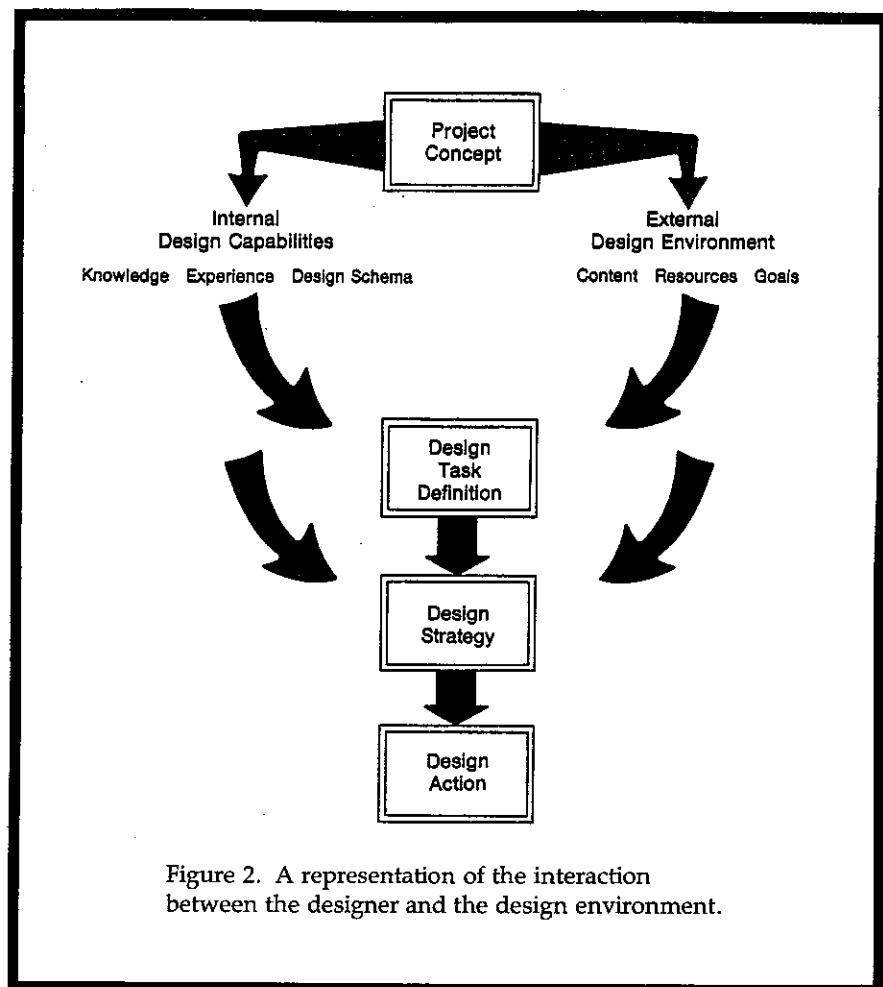 Project
Concept
Internal
Design Capabilities
Knowledge Experience Design Schema
External
Design Environment
Content Resources Goals
Design
Task
Definition
Design
Strategy
Design
Action
Figure 2. A representation of the interaction
between the designer and the design environment.